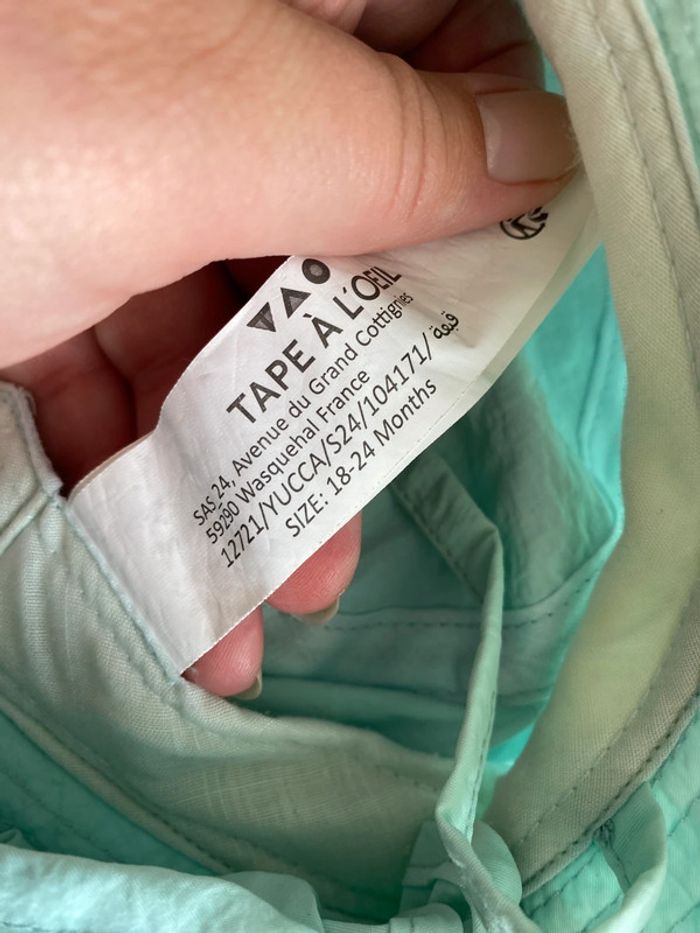 TAPE À L'OEIL
SAS 24, Avenue du Grand Cottignies
59290 Wasquehal France
12721/YUCCA/S24/104171/ قبعة
SIZE: 18-24 Months